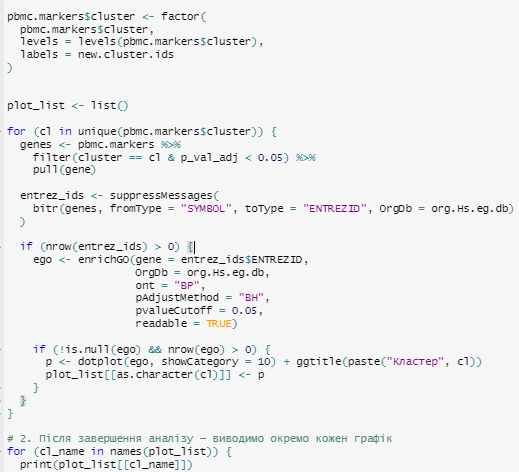 pbmc.markers$cluster <- factor(
  pbmc.markers$cluster,
  levels = levels(pbmc.markers$cluster),
  labels = new.cluster.ids
)
plot_list <- list()
for (cl in unique(pbmc.markers$cluster)) {
  genes <- pbmc.markers %>%
    filter(cluster == cl & p_val_adj < 0.05) %>%
    pull(gene)
  entrez_ids <- suppressMessages(
    bitr(genes, fromType = "SYMBOL", toType = "ENTREZID", OrgDb = org.Hs.eg.db)
  )
  if (nrow(entrez_ids) > 0) {
    ego <- enrichGO(gene = entrez_ids$ENTREZID,
                    OrgDb = org.Hs.eg.db,
                    ont = "BP",
                    pAdjustMethod = "BH",
                    pvalueCutoff = 0.05,
                    readable = TRUE)
    if (!is.null(ego) && nrow(ego) > 0) {
      p <- dotplot(ego, showCategory = 10) + ggtitle(paste("Кластер", cl))
      plot_list[[as.character(cl)]] <- p
    }
  }
}
# 2. Після завершення аналізу – виводимо окремо кожен графік
for (cl_name in names(plot_list)) {
  print(plot_list[[cl_name]])